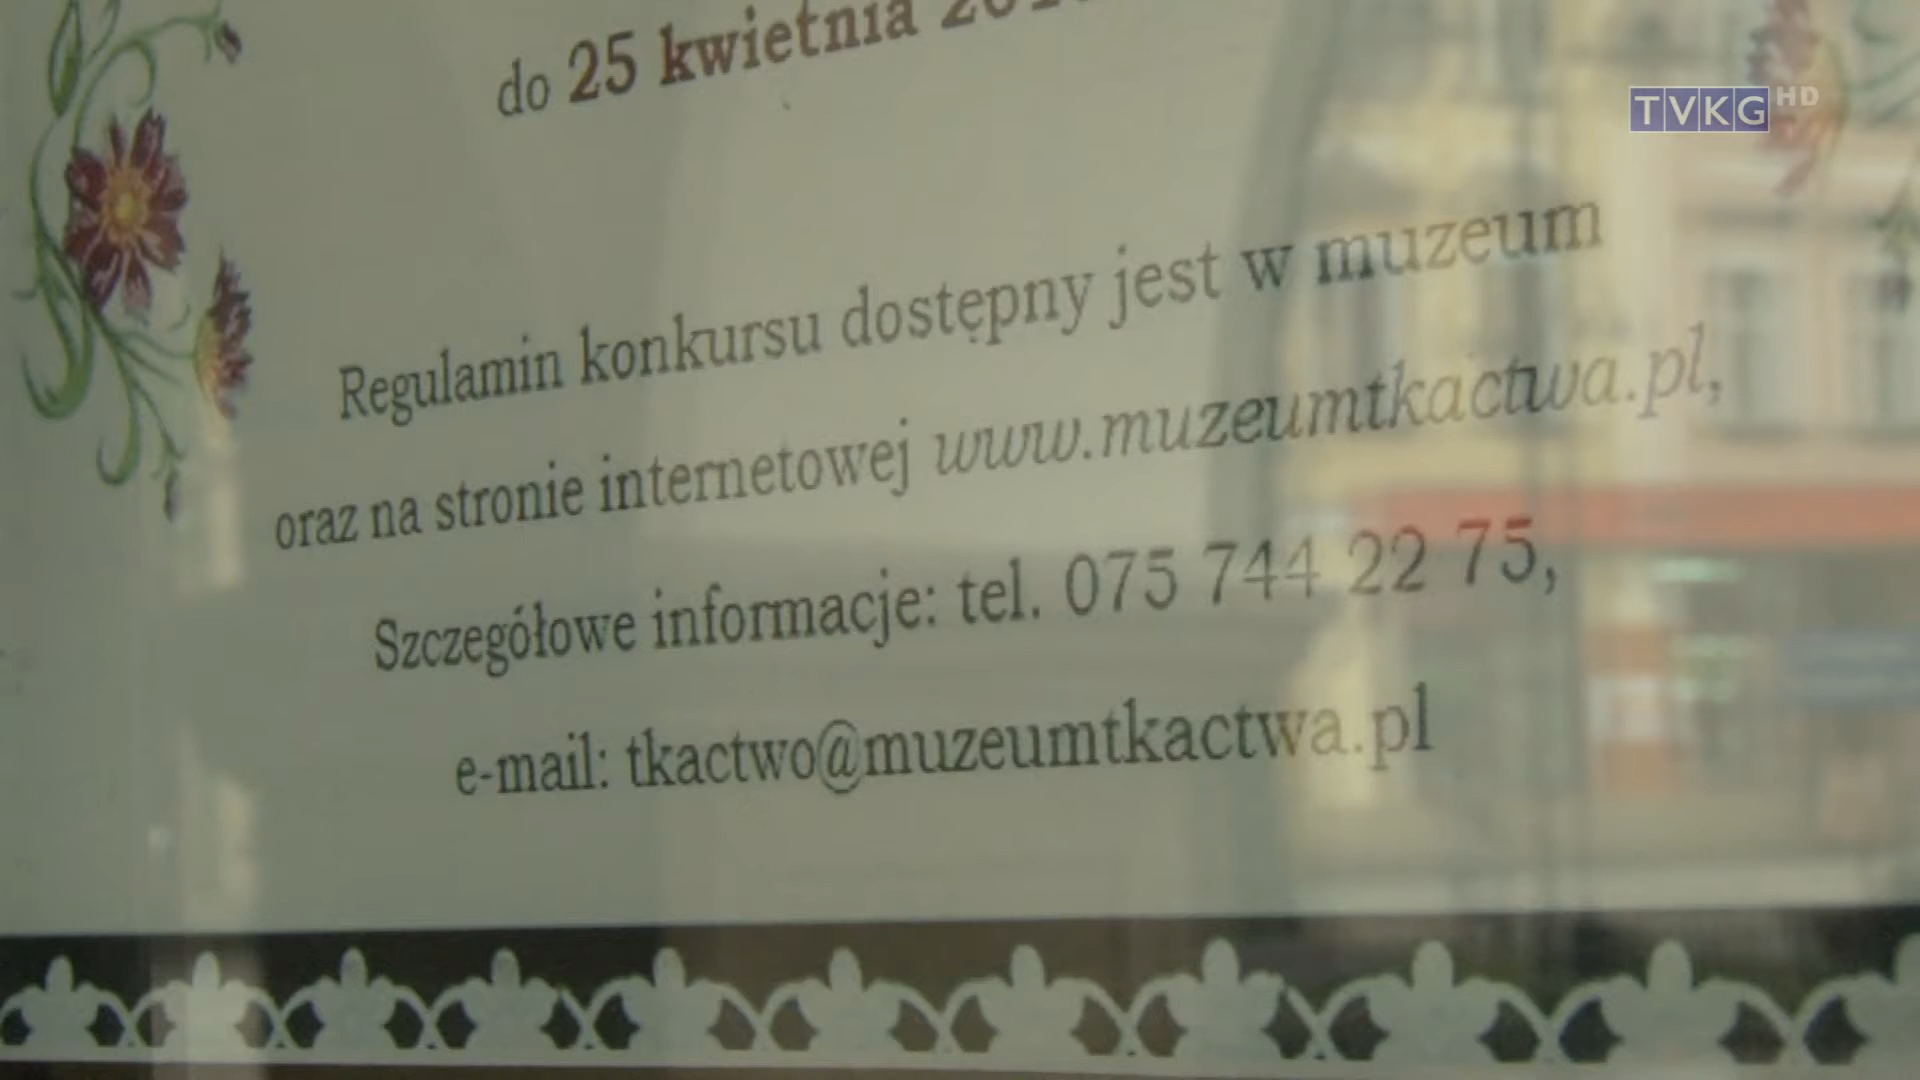 do 25 kwietnia
TVKG HD
Regulamin konkursu dostępny jest w muzeum
oraz na stronie internetowej www.muzeumtkactwa.pl,
Szczegółowe informacje: tel. 075 744 22 75,
e-mail: tkactwo@muzeumtkactwa.pl